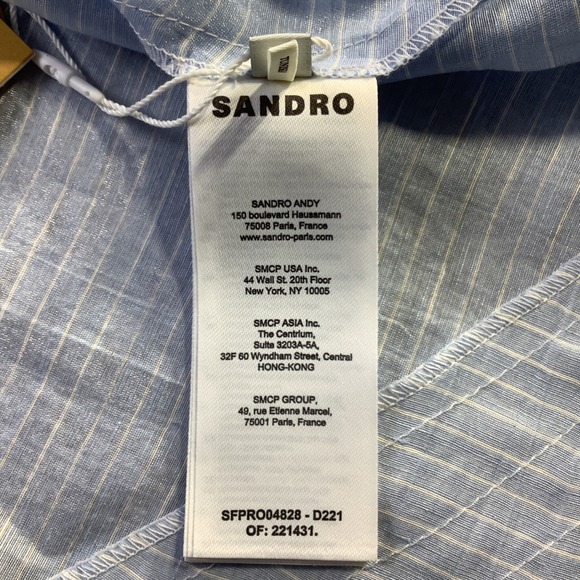 SANDRO
SANDRO ANDY
150 boulevard Haussmann
75008 Paris, France
www.sandro-paris.com
SMCP USA Inc.
44 Wall St. 20th Floor
New York, NY 10005
SMCP ASIA Inc.
The Centrium,
Suite 3203A-5A,
32F 60 Wyndham Street, Central
HONG-KONG
SMCP GROUP,
49, rue Etienne Marcel,
75001 Paris, France
SFPRO04828 - D221
OF: 221431.